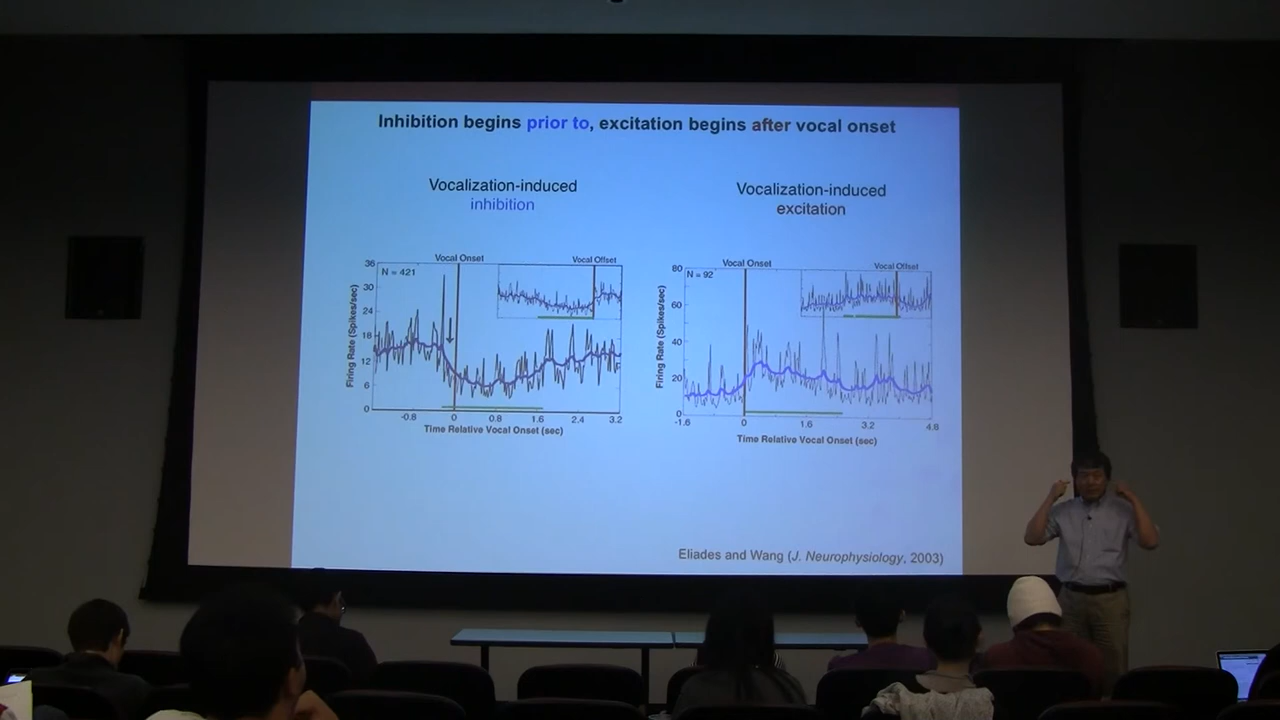 Inhibition begins prior to, excitation begins after vocal onset
Vocalization-induced
inhibition
Vocalization-induced
excitation
Vocal Onset
Vocal Offset
N = 421
36
30
24
18
12
6
0
Firing Rate (Spikes/sec)
-0.8
0
0.8
1.6
2.4
3.2
Time Relative Vocal Onset (sec)
Vocal Onset
Vocal Offset
N = 92
80
60
40
20
0
Firing Rate (Spikes/sec)
-1.6
0
1.6
3.2
4.8
Time Relative Vocal Onset (sec)
Eliades and Wang (J. Neurophysiology, 2003)